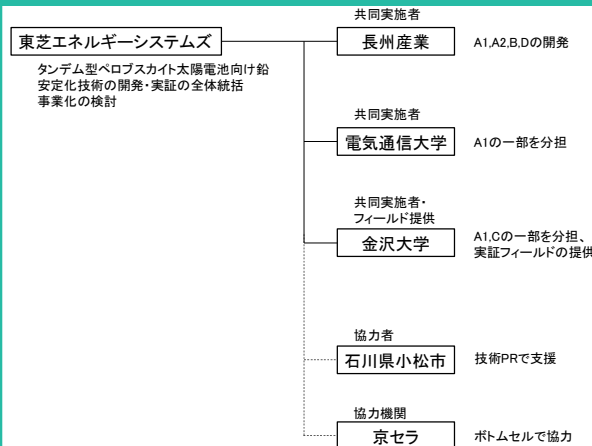 共同実施者
東芝エネルギーシステムズ
長州産業
A1,A2,B,Dの開発
タンデム型ペロブスカイト太陽電池向け鉛
安定化技術の開発・実証の全体統括
事業化の検討
共同実施者
電気通信大学
A1の一部を分担
共同実施者・
フィールド提供
金沢大学
A1,Cの一部を分担、
実証フィールドの提供
協力者
石川県小松市
技術PRで支援
協力機関
京セラ
ボトムセルで協力